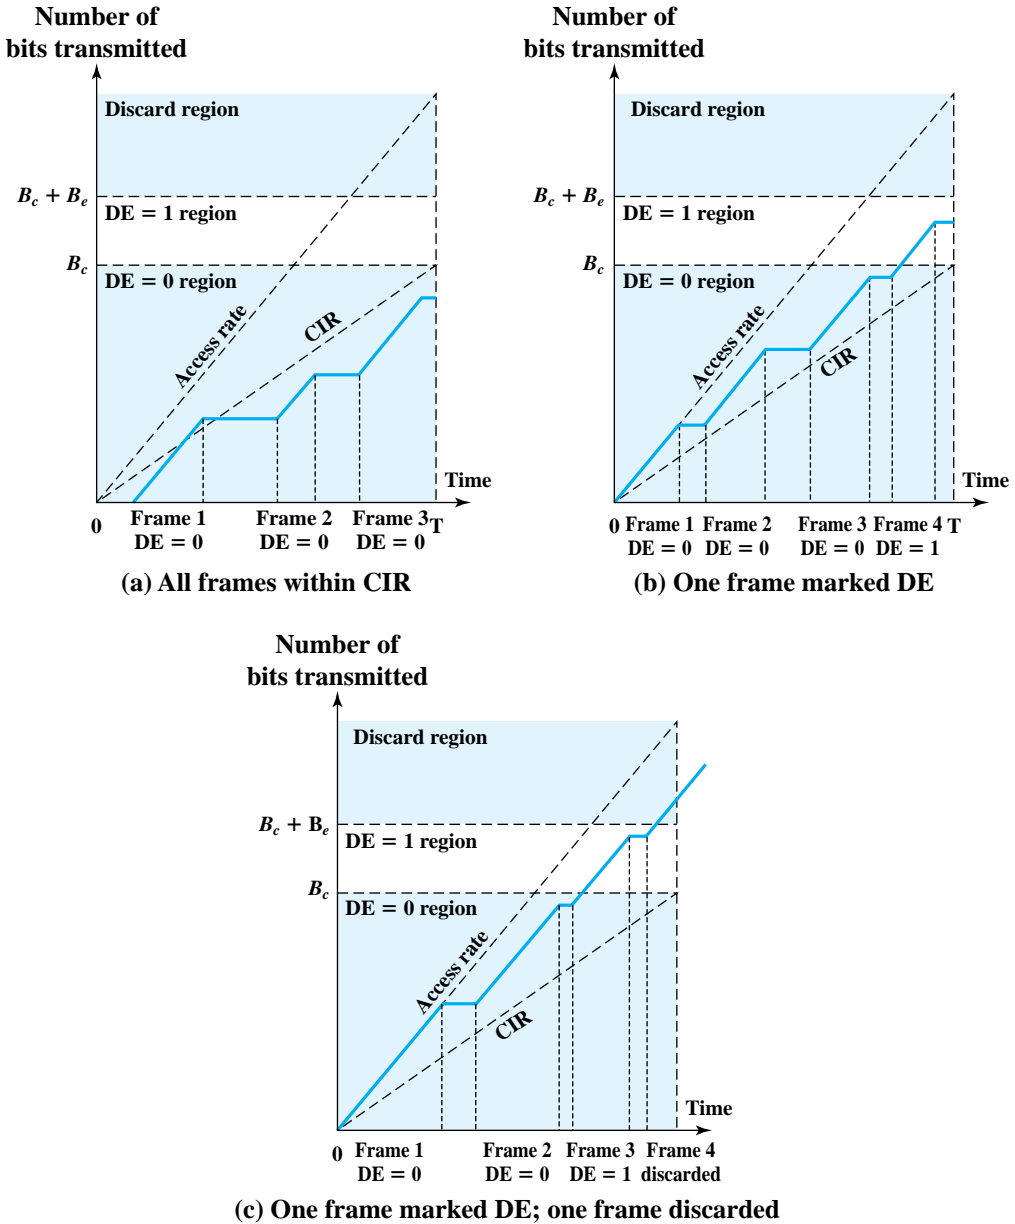 Number of
bits transmitted
Discard region
B_c + B_e
DE = 1 region
B_c
DE = 0 region
Access rate
CIR
Time
0
Frame 1
DE = 0
Frame 2
DE = 0
Frame 3
DE = 0
T
(a) All frames within CIR
Number of
bits transmitted
Discard region
B_c + B_e
DE = 1 region
B_c
DE = 0 region
Access rate
CIR
Time
0
Frame 1
DE = 0
Frame 2
DE = 0
Frame 3
DE = 0
Frame 4
DE = 1
T
(b) One frame marked DE
Number of
bits transmitted
Discard region
B_c + B_e
DE = 1 region
B_c
DE = 0 region
Access rate
CIR
Time
0
Frame 1
DE = 0
Frame 2
DE = 0
Frame 3
DE = 1
Frame 4
discarded
(c) One frame marked DE; one frame discarded